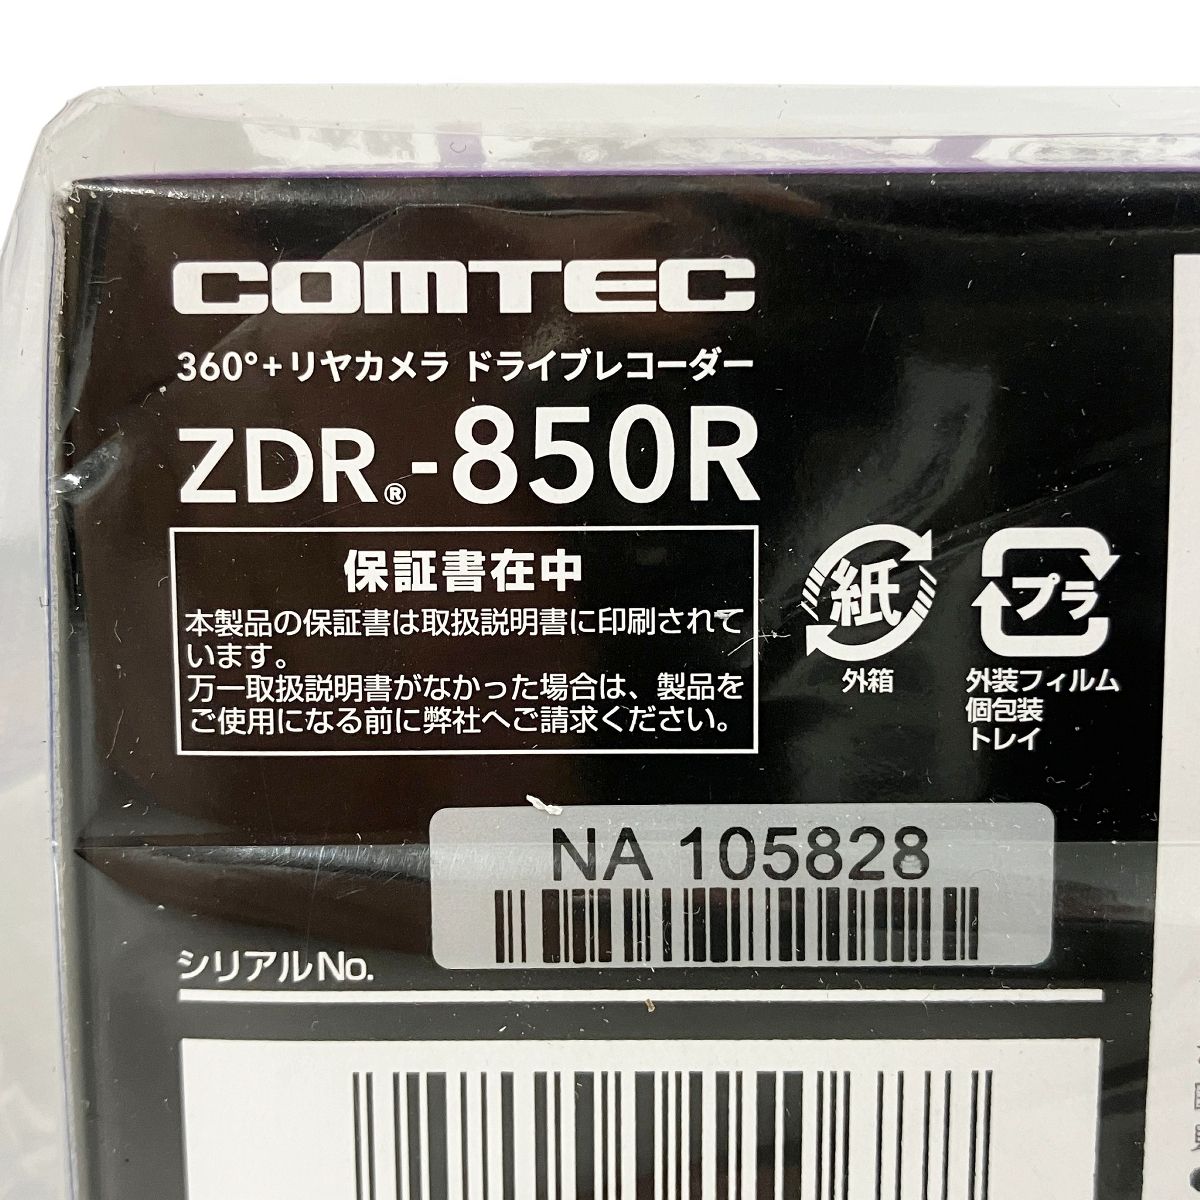 COMTEC
360°+リヤカメラ ドライブレコーダー
ZDR®-850R
保証書在中
本製品の保証書は取扱説明書に印刷されて
います。
万一取扱説明書がなかった場合は、製品を
ご使用になる前に弊社へご請求ください。
紙
外箱
プラ
外装フィルム
個包装
トレイ
NA 105828
シリアルNo.